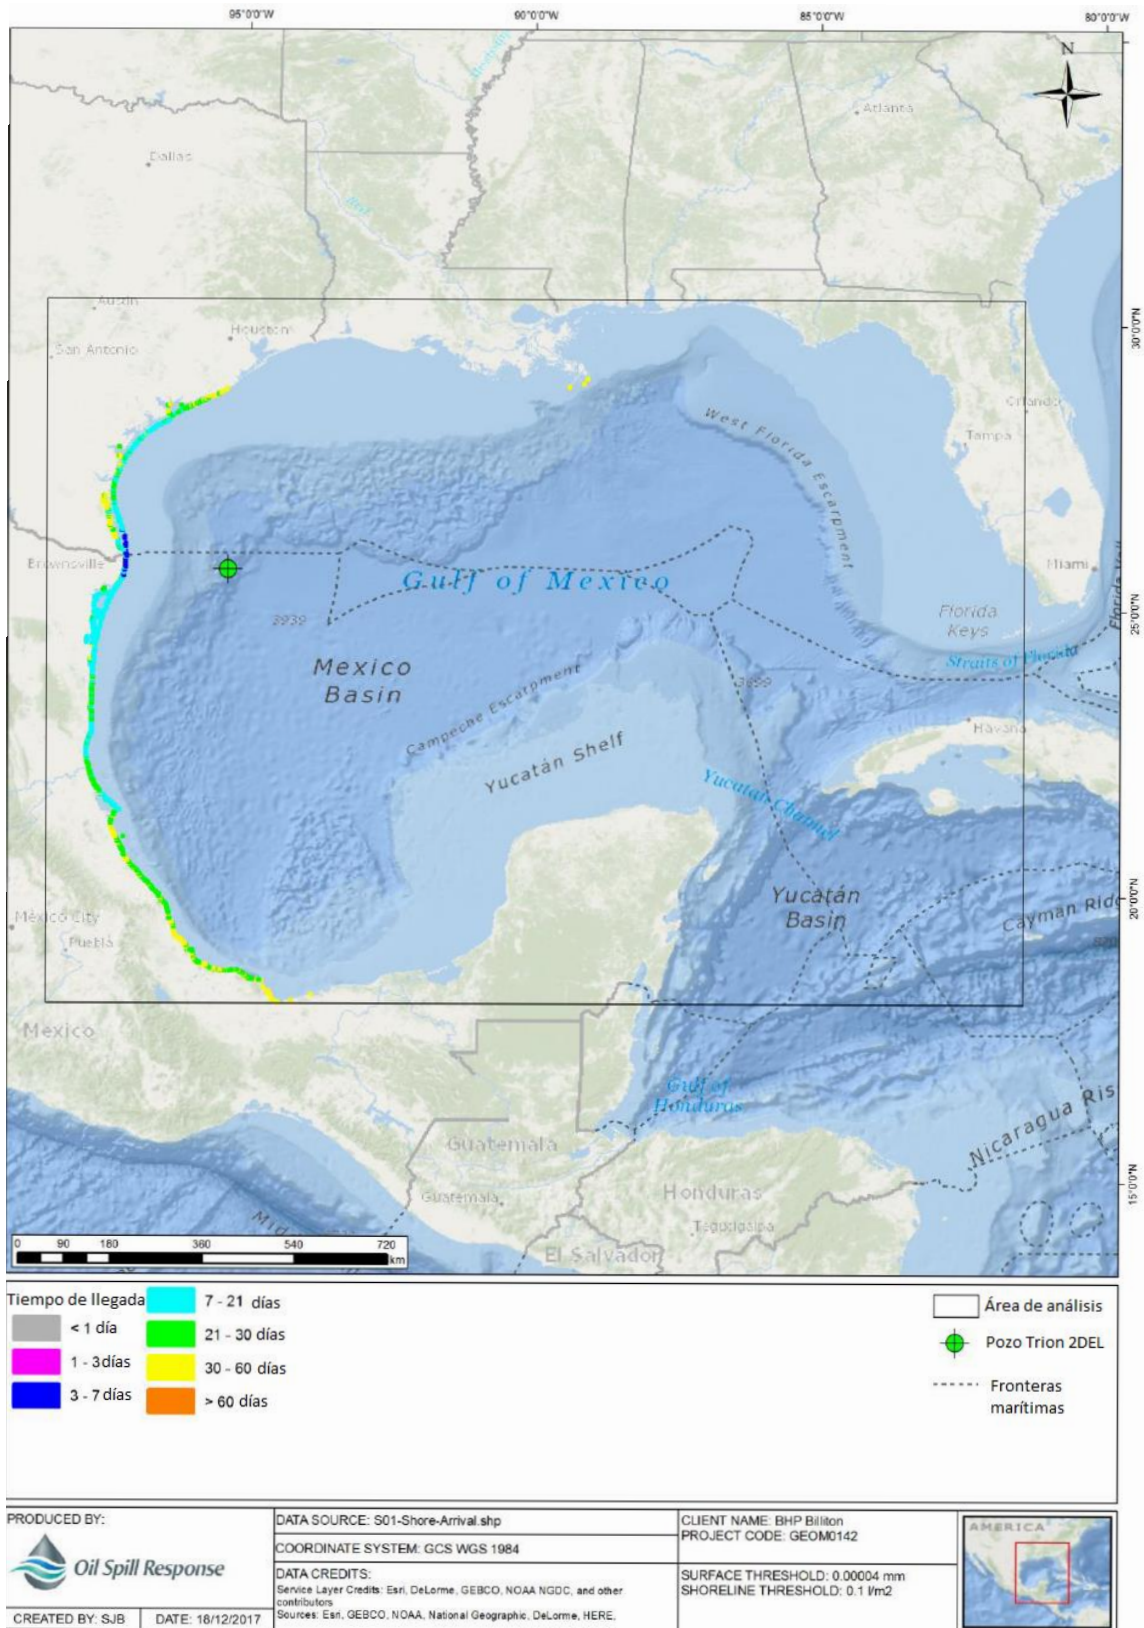 95°0'0"W
90°0'0"W
85°0'0"W
80°0'0"W
N
Atlanta
Dallas
Red
Austin
Houston
30°0'0"N
San Antonio
Orlando
West Florida Escarpment
Tampa
Brownsville
Miami
Gulf of Mexico
3939
Florida Keys
25°0'0"N
Straits of Florida
Mexico
Basin
Campeche Escarpment
Havana
Yucatán Shelf
Yucatan Channel
20°0'0"N
Yucatán
Basin
Cayman Ridg
México City
Puebla
Mexico
Gulf of
Honduras
Nicaragua Ris
Guatemala
15°0'0"N
Guatemala
Honduras
Tegucigalpa
El Salvador
0 90 180 360 540 720
km
Tiempo de llegada
< 1 día
1 - 3días
3 - 7 días
7 - 21 días
21 - 30 días
30 - 60 días
> 60 días
Área de análisis
Pozo Trion 2DEL
Fronteras
marítimas
PRODUCED BY:
Oil Spill Response
CREATED BY: SJB
DATE: 18/12/2017
DATA SOURCE: S01-Shore-Arrival.shp
COORDINATE SYSTEM: GCS WGS 1984
DATA CREDITS:
Service Layer Credits: Esri, DeLorme, GEBCO, NOAA NGDC, and other
contributors
Sources: Esri, GEBCO, NOAA, National Geographic, DeLorme, HERE,
CLIENT NAME: BHP Billiton
PROJECT CODE: GEOM0142
SURFACE THRESHOLD: 0.00004 mm
SHORELINE THRESHOLD: 0.1 l/m2
AMERICA